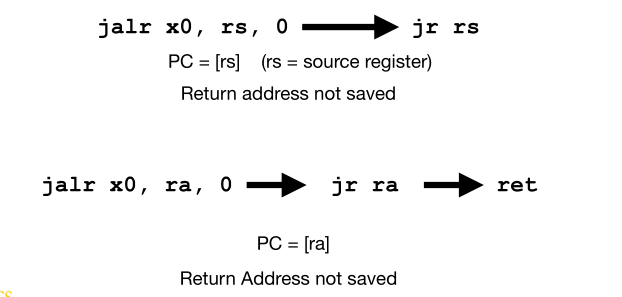 jalr x0, rs, 0 jr rs
PC = [rs] (rs = source register)
Return address not saved
jalr x0, ra, 0 jr ra ret
PC = [ra]
Return Address not saved